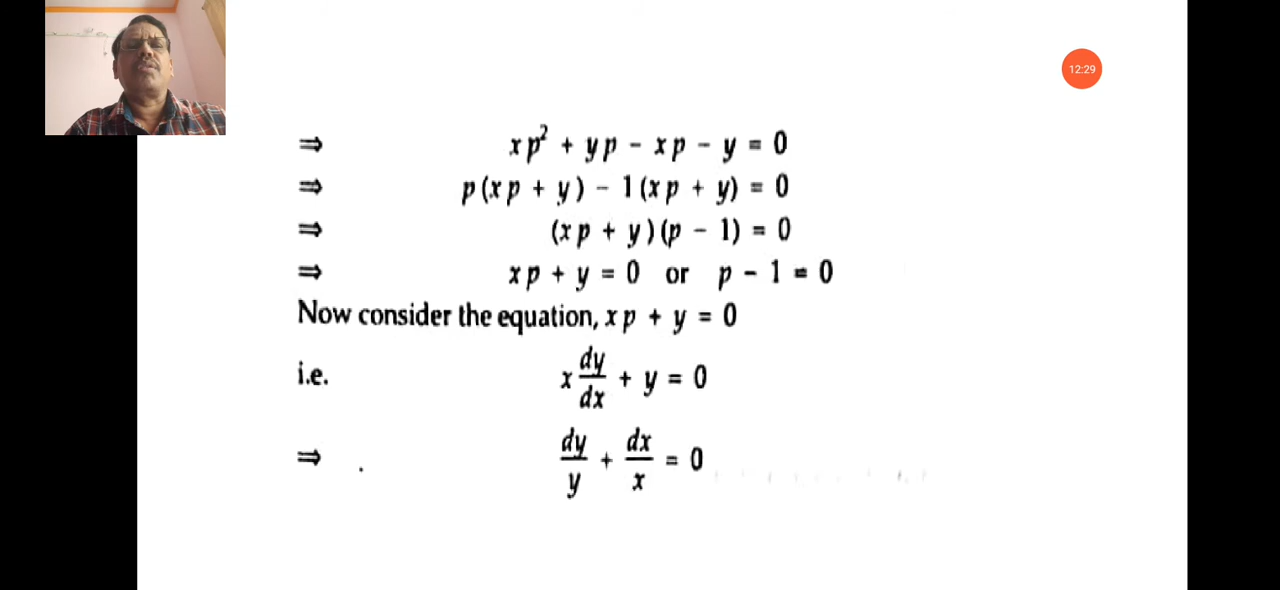 12:29
⇒ xp² + yp − xp − y = 0
⇒ p(xp + y) − 1(xp + y) = 0
⇒ (xp + y)(p − 1) = 0
⇒ xp + y = 0 or p − 1 = 0
Now consider the equation, xp + y = 0
i.e. x dy/dx + y = 0
⇒ dy/y + dx/x = 0